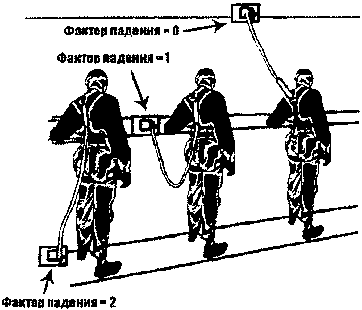 Фактор падения = 0
Фактор падения = 1
Фактор падения = 2